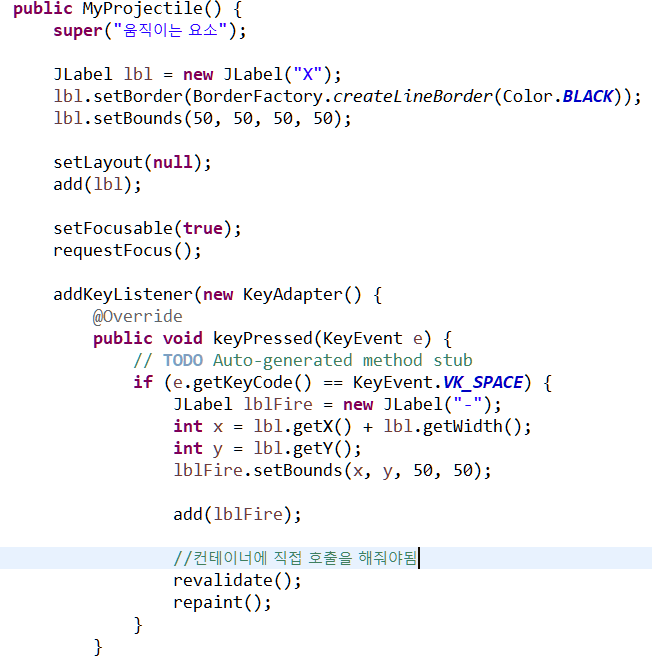 public MyProjectile() {
super("움직이는 요소");
JLabel lbl = new JLabel("X");
lbl.setBorder(BorderFactory.createLineBorder(Color.BLACK));
lbl.setBounds(50, 50, 50, 50);
setLayout(null);
add(lbl);
setFocusable(true);
requestFocus();
addKeyListener(new KeyAdapter() {
@Override
public void keyPressed(KeyEvent e) {
// TODO Auto-generated method stub
if (e.getKeyCode() == KeyEvent.VK_SPACE) {
JLabel lblFire = new JLabel("-");
int x = lbl.getX() + lbl.getWidth();
int y = lbl.getY();
lblFire.setBounds(x, y, 50, 50);
add(lblFire);
//컨테이너에 직접 호출을 해줘야됨
revalidate();
repaint();
}
}